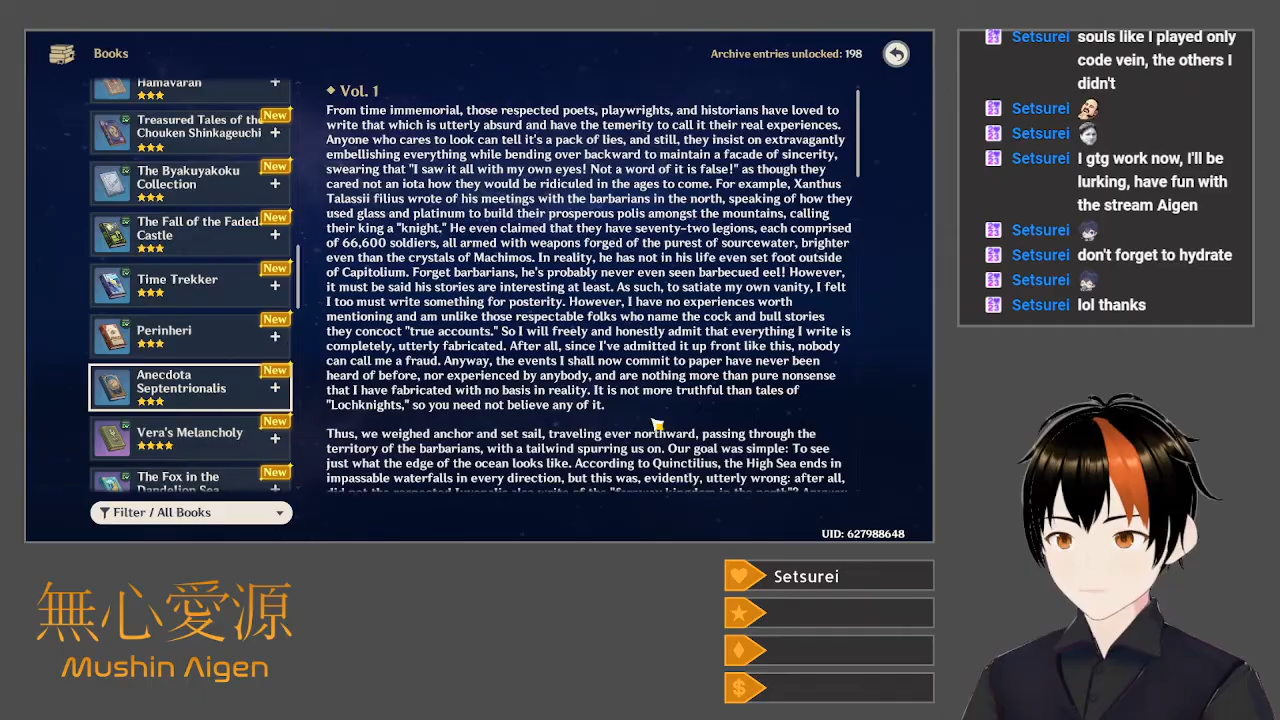 Books
Archive entries unlocked: 198
Hamavaran
Treasured Tales of the
Chouken Shinkageuchi
New
The Byakuyakoku
Collection
New
The Fall of the Faded
Castle
New
Time Trekker
New
Perinheri
New
Anecdota
Septentrionalis
New
Vera's Melancholy
New
The Fox in the
Dandelion Sea
New
Filter / All Books
Vol. 1
From time immemorial, those respected poets, playwrights, and historians have loved to
write that which is utterly absurd and have the temerity to call it their real experiences.
Anyone who cares to look can tell it's a pack of lies, and still, they insist on extravagantly
embellishing everything while bending over backward to maintain a facade of sincerity,
swearing that "I saw it all with my own eyes! Not a word of it is false!" as though they
cared not an iota how they would be ridiculed in the ages to come. For example, Xanthus
Talassii filius wrote of his meetings with the barbarians in the north, speaking of how they
used glass and platinum to build their prosperous polis amongst the mountains, calling
their king a "knight." He even claimed that they have seventy-two legions, each comprised
of 66,600 soldiers, all armed with weapons forged of the purest of sourcewater, brighter
even than the crystals of Machimos. In reality, he has not in his life even set foot outside
of Capitolium. Forget barbarians, he's probably never even seen barbecued eel! However,
it must be said his stories are interesting at least. As such, to satiate my own vanity, I felt
I too must write something for posterity. However, I have no experiences worth
mentioning and am unlike those respectable folks who name the cock and bull stories
they concoct "true accounts." So I will freely and honestly admit that everything I write is
completely, utterly fabricated. After all, since I've admitted it up front like this, nobody
can call me a fraud. Anyway, the events I shall now commit to paper have never been
heard of before, nor experienced by anybody, and are nothing more than pure nonsense
that I have fabricated with no basis in reality. It is not more truthful than tales of
"Lochknights," so you need not believe any of it.
Thus, we weighed anchor and set sail, traveling ever northward, passing through the
territory of the barbarians, with a tailwind spurring us on. Our goal was simple: To see
just what the edge of the ocean looks like. According to Quinctilius, the High Sea ends in
impassable waterfalls in every direction, but this was, evidently, utterly wrong: after all,
UID: 627988648
Setsurei souls like I played only
code vein, the others I
didn't
Setsurei
Setsurei
Setsurei I gtg work now, I'll be
lurking, have fun with
the stream Aigen
Setsurei
Setsurei don't forget to hydrate
Setsurei
Setsurei lol thanks
無心愛源
Mushin Aigen
Setsurei